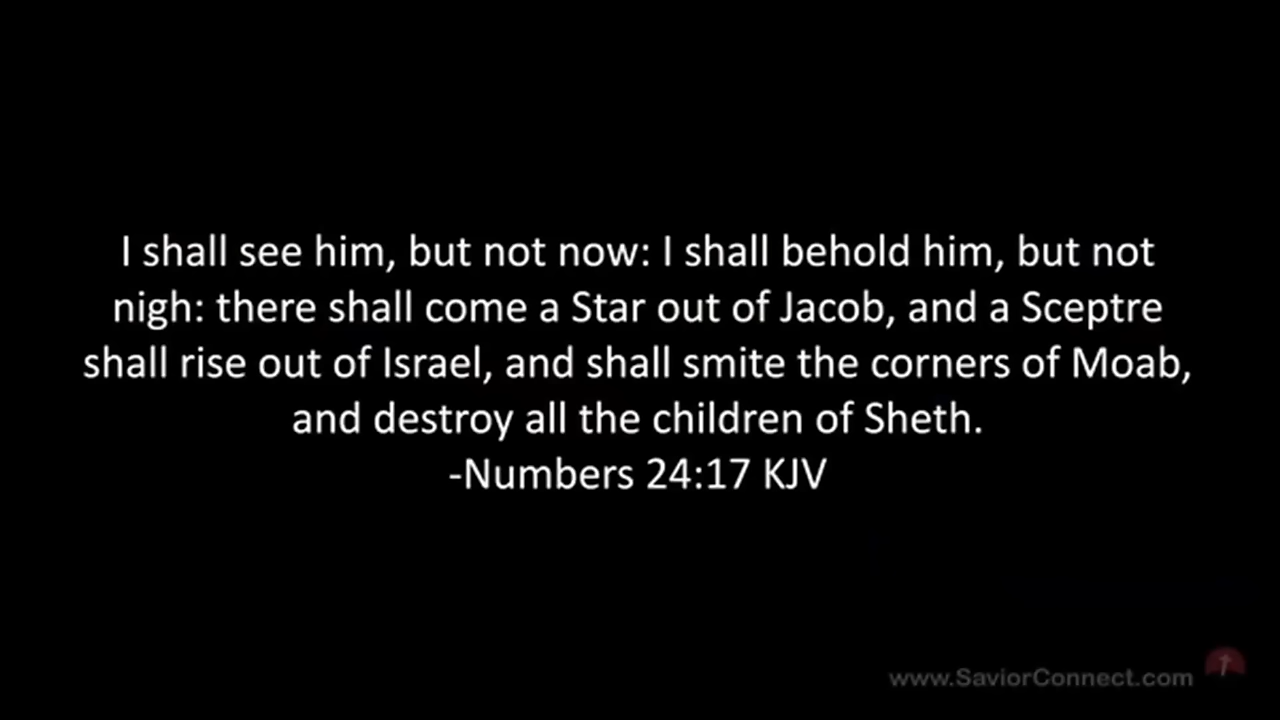 I shall see him, but not now: I shall behold him, but not
nigh: there shall come a Star out of Jacob, and a Sceptre
shall rise out of Israel, and shall smite the corners of Moab,
and destroy all the children of Sheth.
-Numbers 24:17 KJV
www.SaviorConnect.com